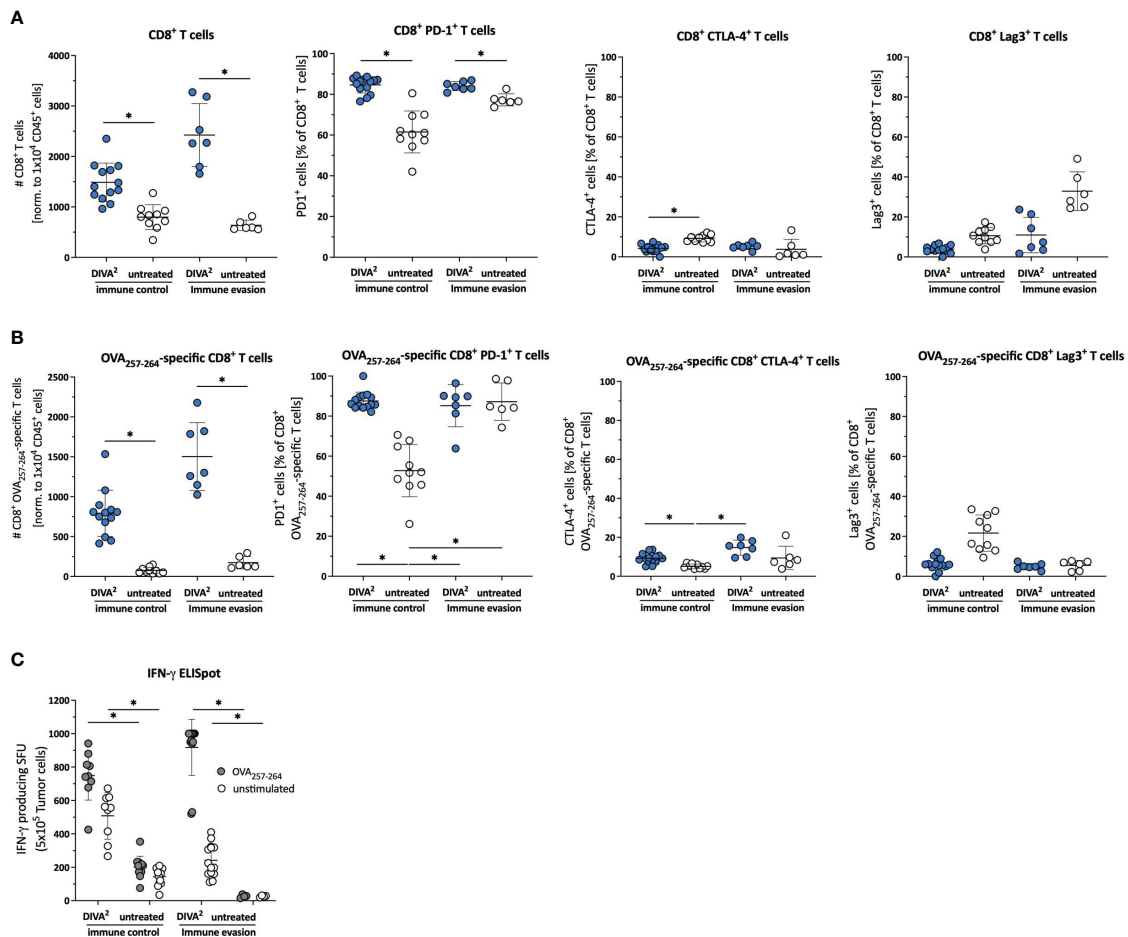 A
CD8+ T cells
# CD8+ T cells
[norm. to 1x10^4 CD45+ cells]
4000
3000
2000
1000
0
*
*
DIVA2 untreated DIVA2 untreated
immune control Immune evasion
CD8+ PD-1+ T cells
PD1+ cells [% of CD8+ T cells]
100
80
60
40
20
0
*
*
DIVA2 untreated DIVA2 untreated
immune control Immune evasion
CD8+ CTLA-4+ T cells
CTLA-4+ cells [% of CD8+ T cells]
100
80
60
40
20
0
*
DIVA2 untreated DIVA2 untreated
immune control Immune evasion
CD8+ Lag3+ T cells
Lag3+ cells [% of CD8+ T cells]
100
80
60
40
20
0
DIVA2 untreated DIVA2 untreated
immune control Immune evasion
B
OVA257-264-specific CD8+ T cells
# CD8+ OVA257-264-specific T cells
[norm. to 1x10^4 CD45+ cells]
2500
2000
1500
1000
500
0
*
*
DIVA2 untreated DIVA2 untreated
immune control Immune evasion
OVA257-264-specific CD8+ PD-1+ T cells
PD1+ cells [% of CD8+
OVA257-264-specific T cells]
100
80
60
40
20
0
*
*
*
DIVA2 untreated DIVA2 untreated
immune control Immune evasion
OVA257-264-specific CD8+ CTLA-4+ T cells
CTLA-4+ cells [% of CD8+
OVA257-264-specific T cells]
100
80
60
40
20
0
*
*
DIVA2 untreated DIVA2 untreated
immune control Immune evasion
OVA257-264-specific CD8+ Lag3+ T cells
Lag3+ cells [% of CD8+
OVA257-264-specific T cells]
100
80
60
40
20
0
DIVA2 untreated DIVA2 untreated
immune control Immune evasion
C
IFN-γ ELISpot
IFN-γ producing SFU
(5x10^5 Tumor cells)
1200
1000
800
600
400
200
0
*
*
*
*
OVA257-264
unstimulated
DIVA2 untreated DIVA2 untreated
immune control Immune evasion